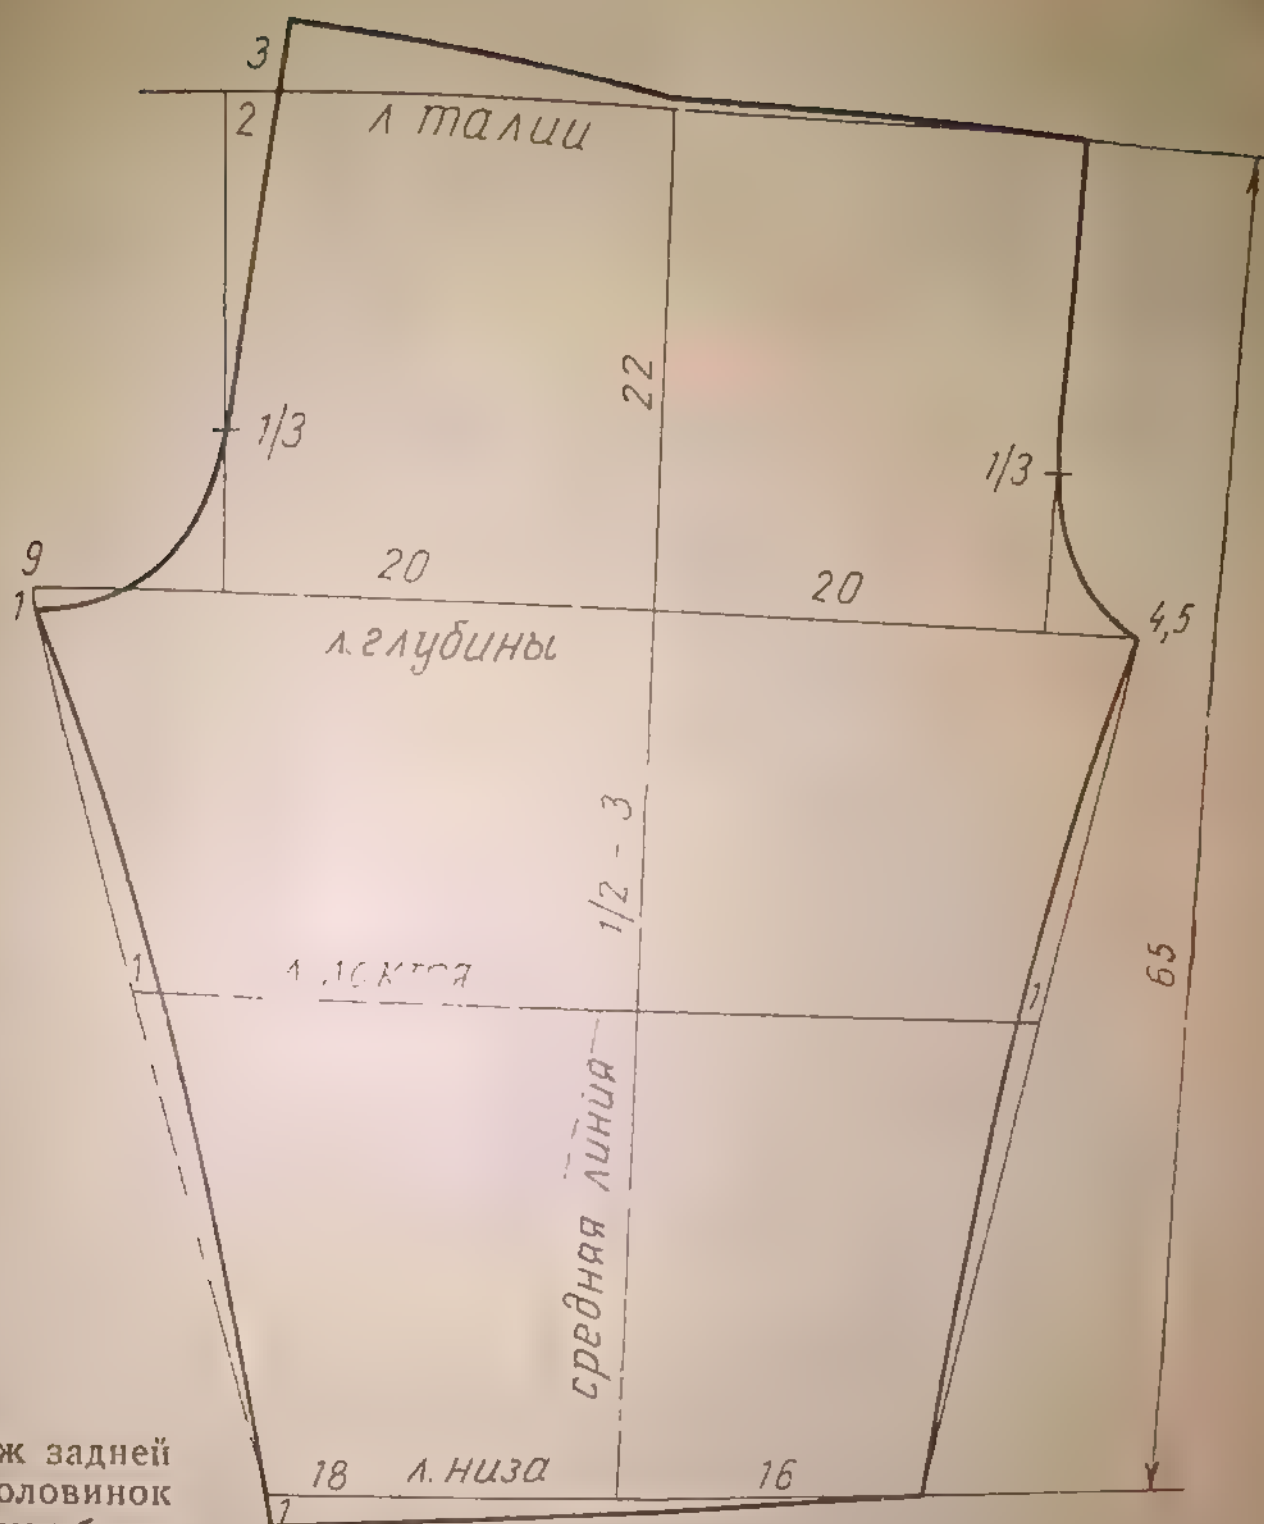 3
2
л талии
22
1/3
1/3
9
1
20
20
4,5
л.глубины
1/2 - 3
1
л. локтя
1
65
средняя линия
18
л. низа
16
1
ж задней
оловинок